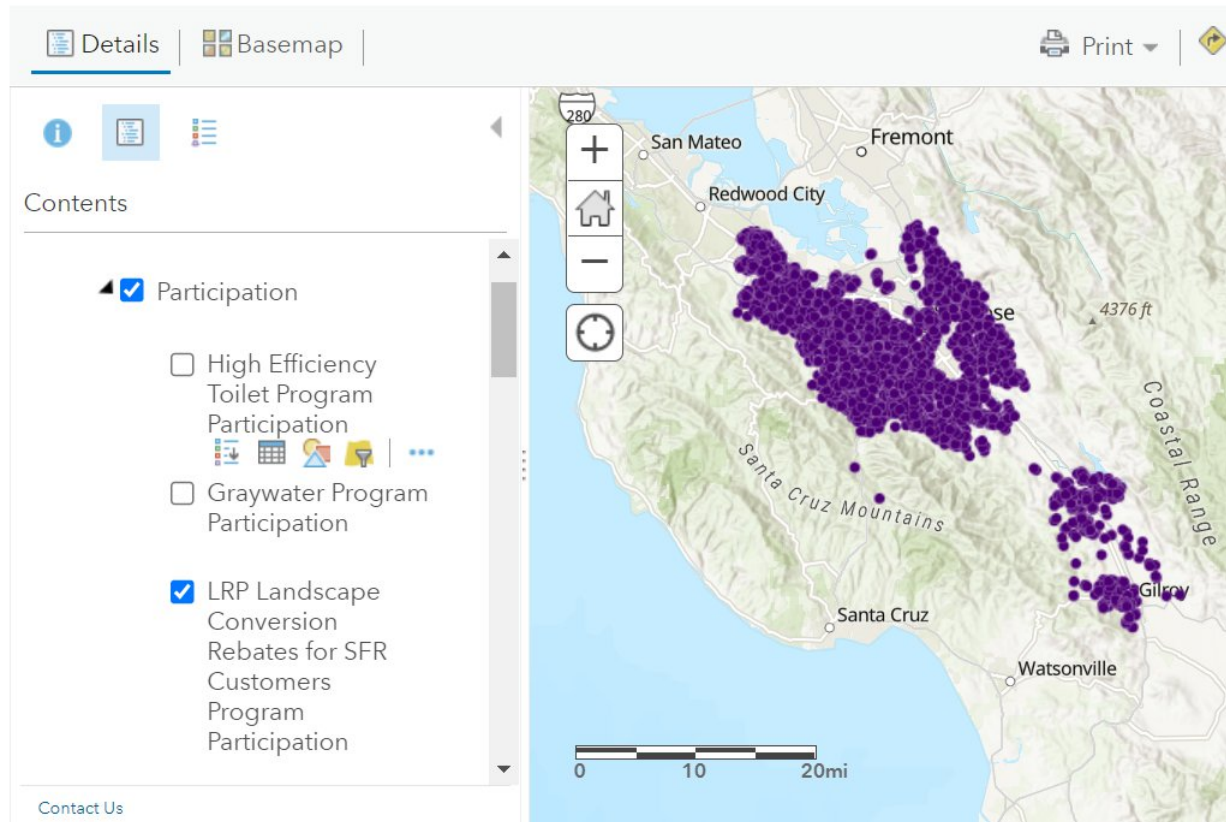 Details
Basemap
Print
Contents
Participation
High Efficiency
Toilet Program
Participation
Graywater Program
Participation
LRP Landscape
Conversion
Rebates for SFR
Customers
Program
Participation
Contact Us
280
San Mateo
Fremont
Redwood City
ose
4376 ft
Coastal Range
Santa Cruz Mountains
Gilroy
Santa Cruz
Watsonville
0 10 20mi